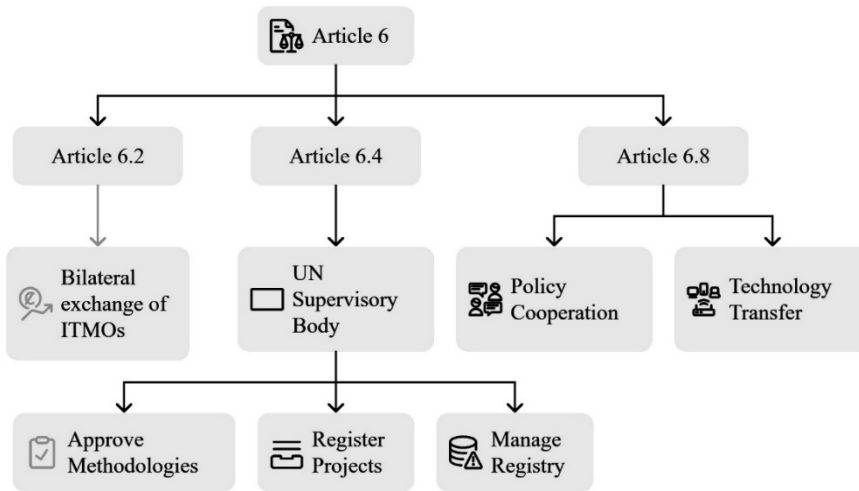 Article 6
Article 6.2
Article 6.4
Article 6.8
Bilateral
exchange of
ITMOs
UN
Supervisory
Body
Policy
Cooperation
Technology
Transfer
Approve
Methodologies
Register
Projects
Manage
Registry